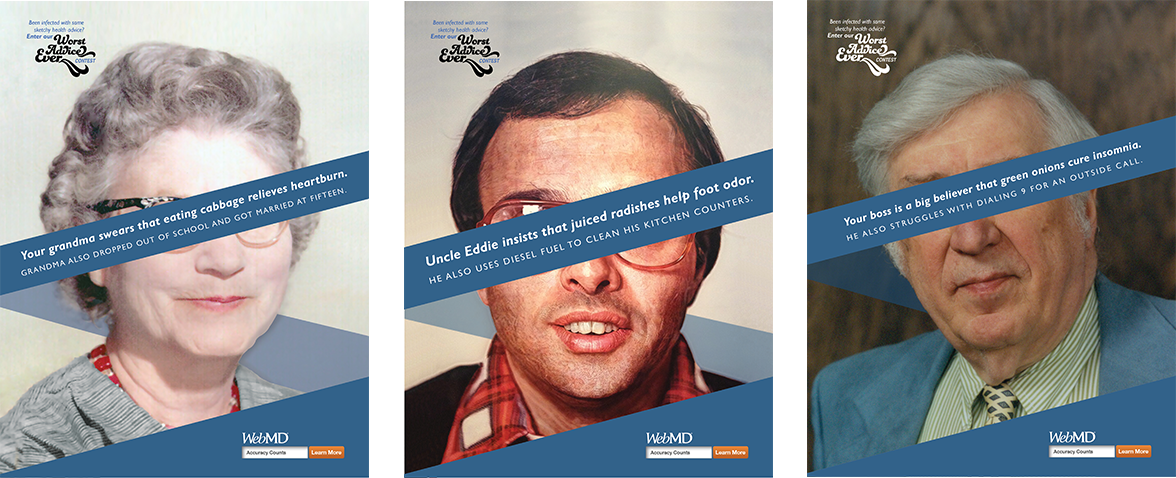 Been infected with some
sketchy health advice?
Enter our
Worst
Advice
Ever
CONTEST
Your grandma swears that eating cabbage relieves heartburn.
GRANDMA ALSO DROPPED OUT OF SCHOOL AND GOT MARRIED AT FIFTEEN.
WebMD
Accuracy Counts
Learn More
Been infected with some
sketchy health advice?
Enter our
Worst
Advice
Ever
CONTEST
Uncle Eddie insists that juiced radishes help foot odor.
HE ALSO USES DIESEL FUEL TO CLEAN HIS KITCHEN COUNTERS.
WebMD
Accuracy Counts
Learn More
Been infected with some
sketchy health advice?
Enter our
Worst
Advice
Ever
CONTEST
Your boss is a big believer that green onions cure insomnia.
HE ALSO STRUGGLES WITH DIALING 9 FOR AN OUTSIDE CALL.
WebMD
Accuracy Counts
Learn More